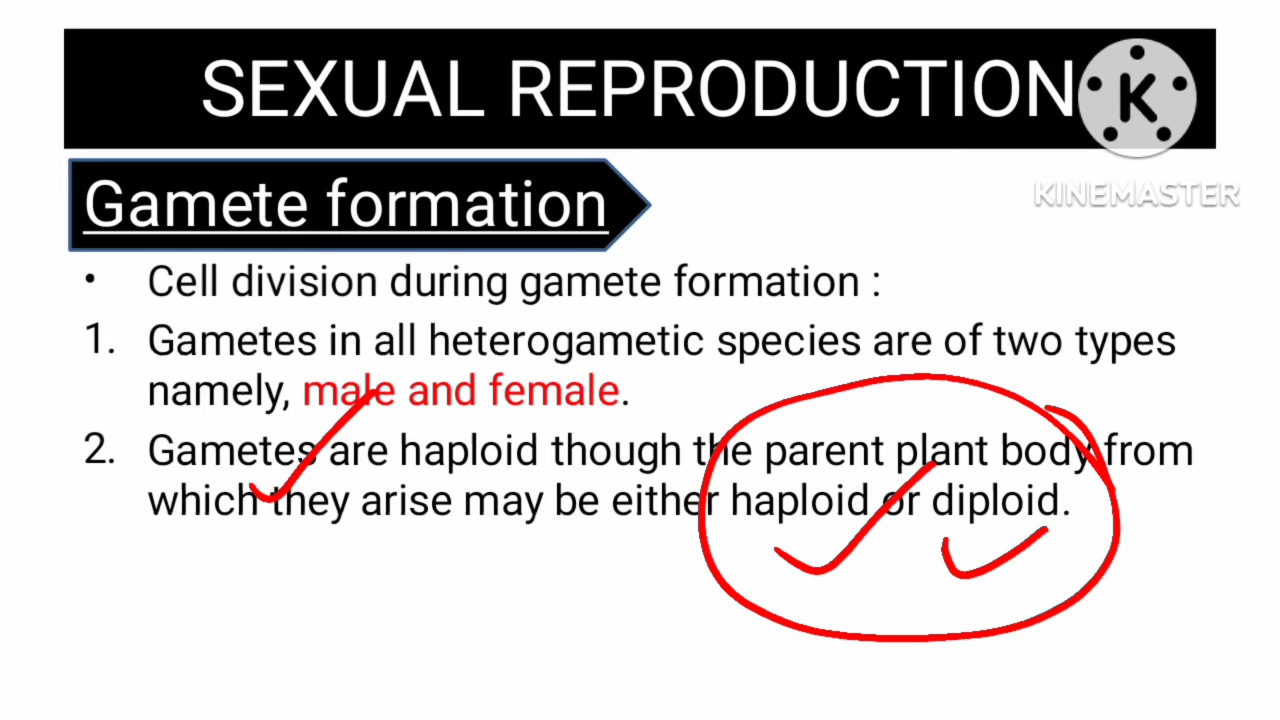 SEXUAL REPRODUCTION
K
KINEMASTER
Gamete formation
• Cell division during gamete formation :
1. Gametes in all heterogametic species are of two types
namely, male and female.
2. Gametes are haploid though the parent plant body from
which they arise may be either haploid or diploid.